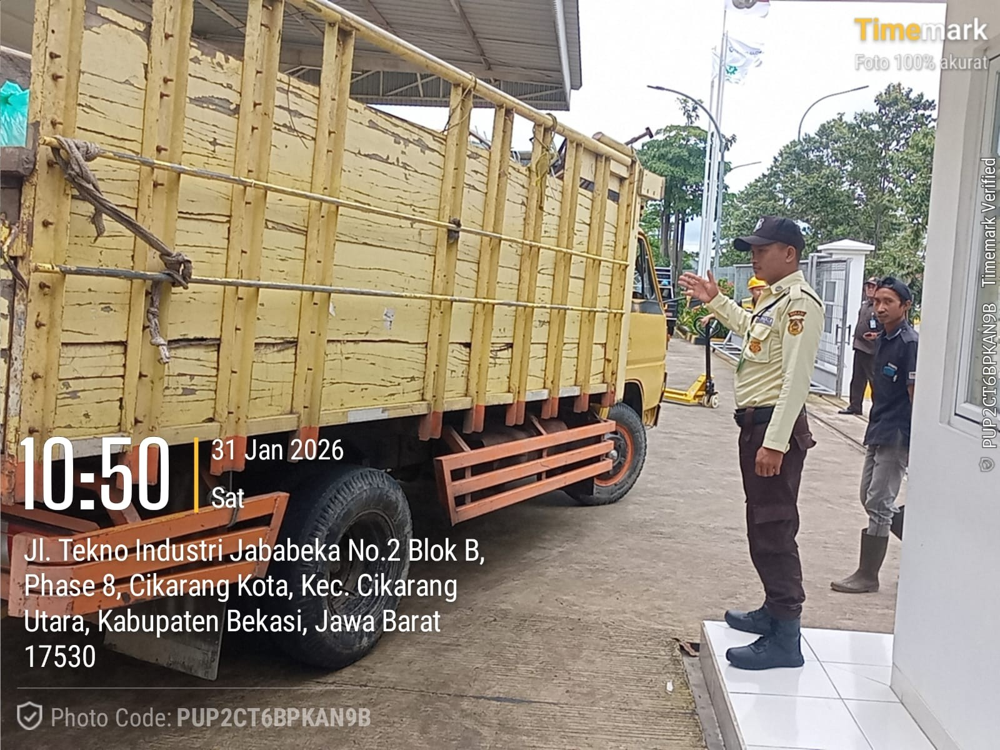 Timemark
Foto 100% akurat
PUP2CT6BPKAN9B Timemark Verified
10:50
31 Jan 2026
Sat
Jl. Tekno Industri Jababeka No.2 Blok B,
Phase 8, Cikarang Kota, Kec. Cikarang
Utara, Kabupaten Bekasi, Jawa Barat
17530
Photo Code: PUP2CT6BPKAN9B